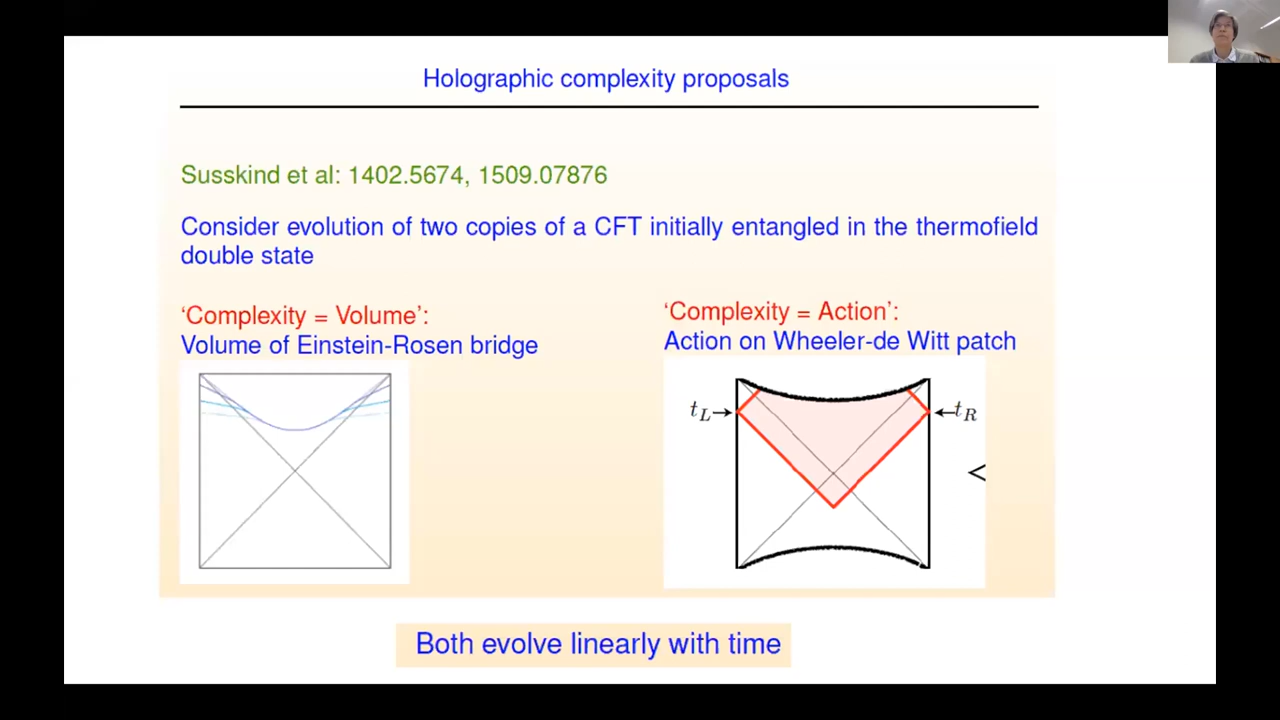 Holographic complexity proposals
Susskind et al: 1402.5674, 1509.07876
Consider evolution of two copies of a CFT initially entangled in the thermofield
double state
‘Complexity = Volume’:
Volume of Einstein-Rosen bridge
‘Complexity = Action’:
Action on Wheeler-de Witt patch
t_L
t_R
<
Both evolve linearly with time